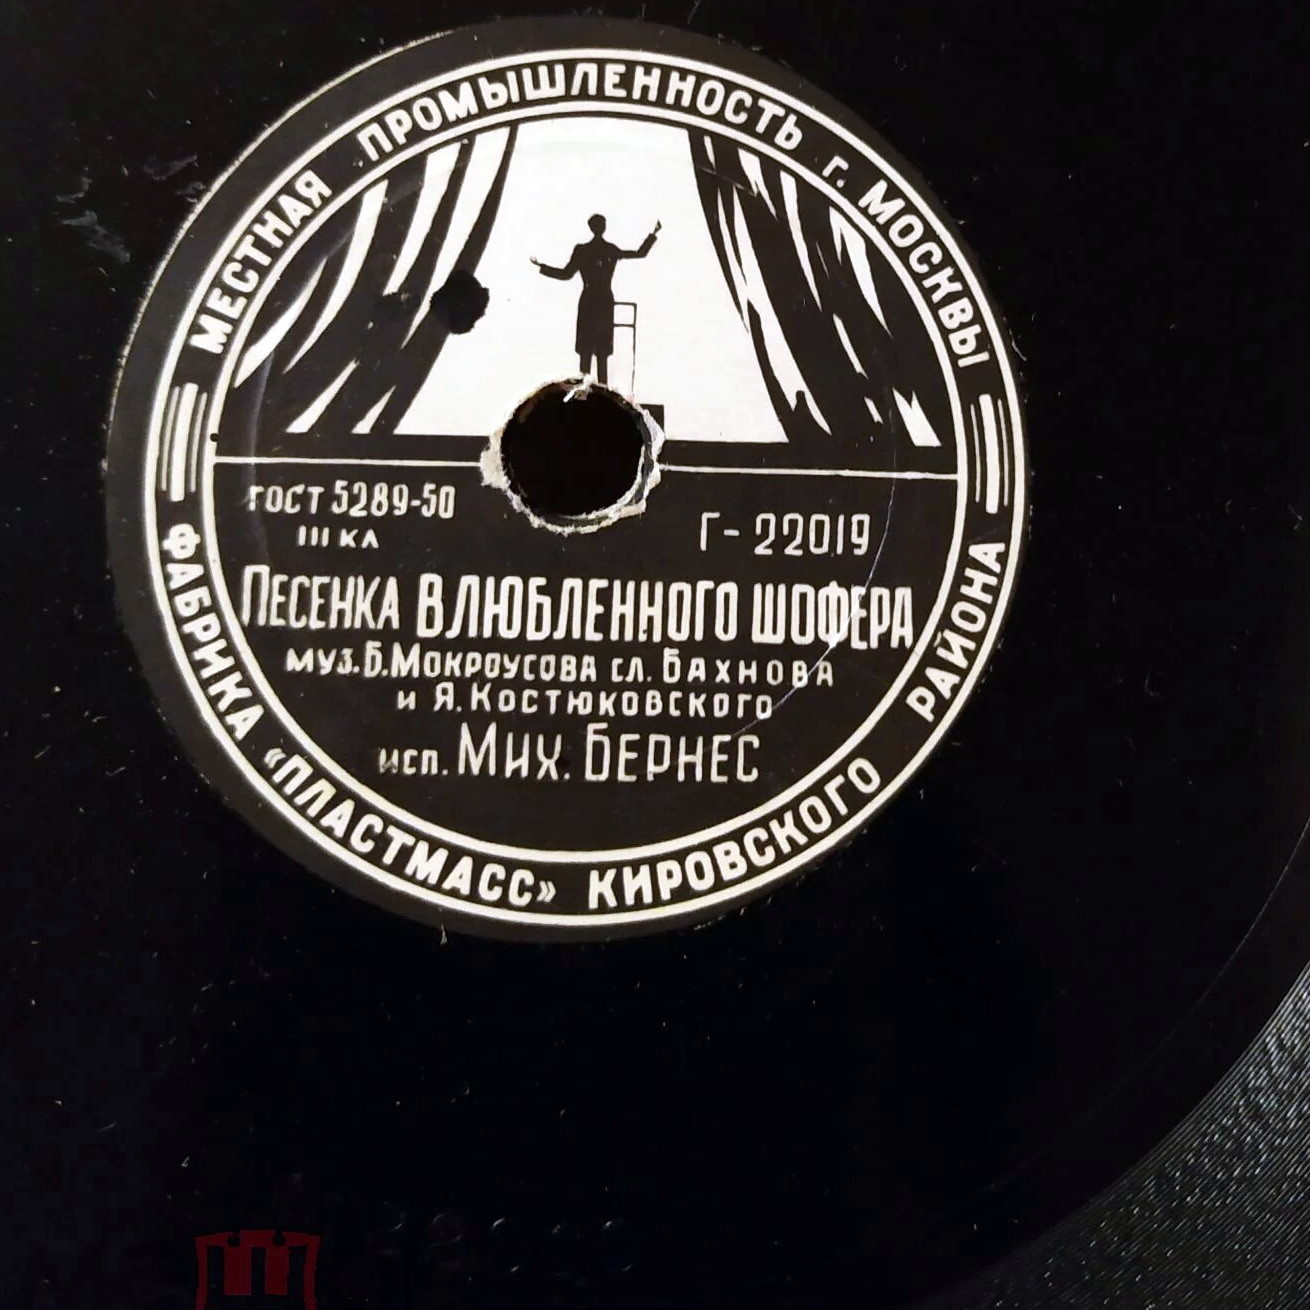 МЕСТНАЯ ПРОМЫШЛЕННОСТЬ г. МОСКВЫ
ГОСТ 5289-50
III КЛ
Г-22019
ПЕСЕНКА ВЛЮБЛЕННОГО ШОФЕРА
муз. Б. Мокроусова сл. Бахнова
и Я. Костюковского
исп. Мих. БЕРНЕС
ФАБРИКА «ПЛАСТМАСС» КИРОВСКОГО РАЙОНА